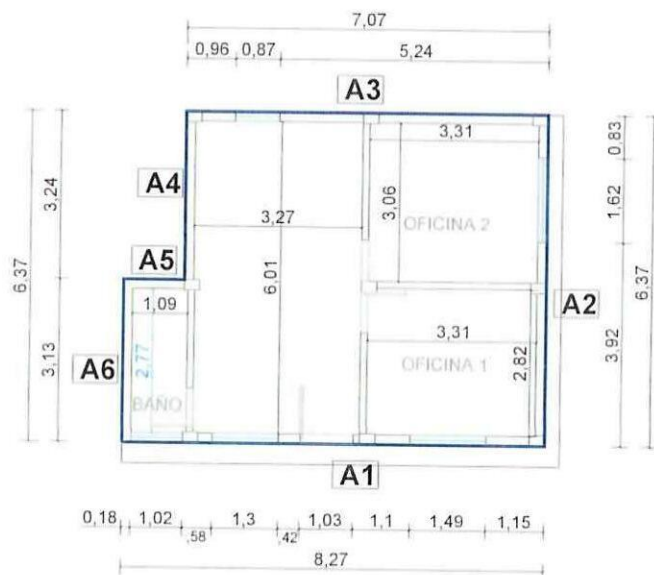 7,07
0,96 0,87 5,24
A3
3,31
0,83
A4
3,24
3,06
1,62
3,27
OFICINA 2
6,37
A5
6,01
A2
6,37
1,09
3,31
3,92
A6
3,13
2,77
OFICINA 1
2,82
BAÑO
A1
0,18 1,02 1,3 1,03 1,1 1,49 1,15
,58 ,42
8,27